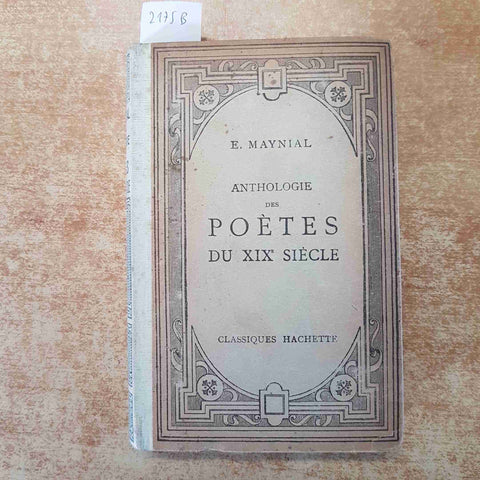 2175B
E. MAYNIAL
ANTHOLOGIE
DES
POÈTES
DU XIXe SIÈCLE
CLASSIQUES HACHETTE